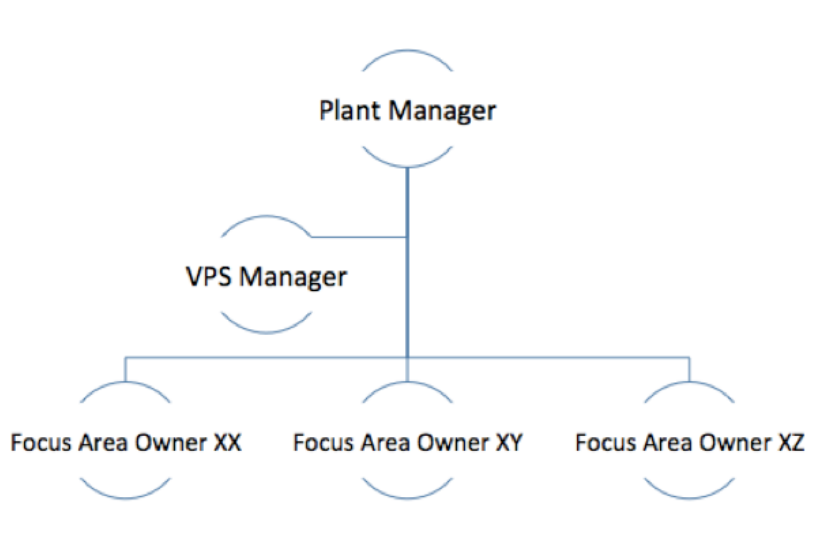 Plant Manager
VPS Manager
Focus Area Owner XX
Focus Area Owner XY
Focus Area Owner XZ